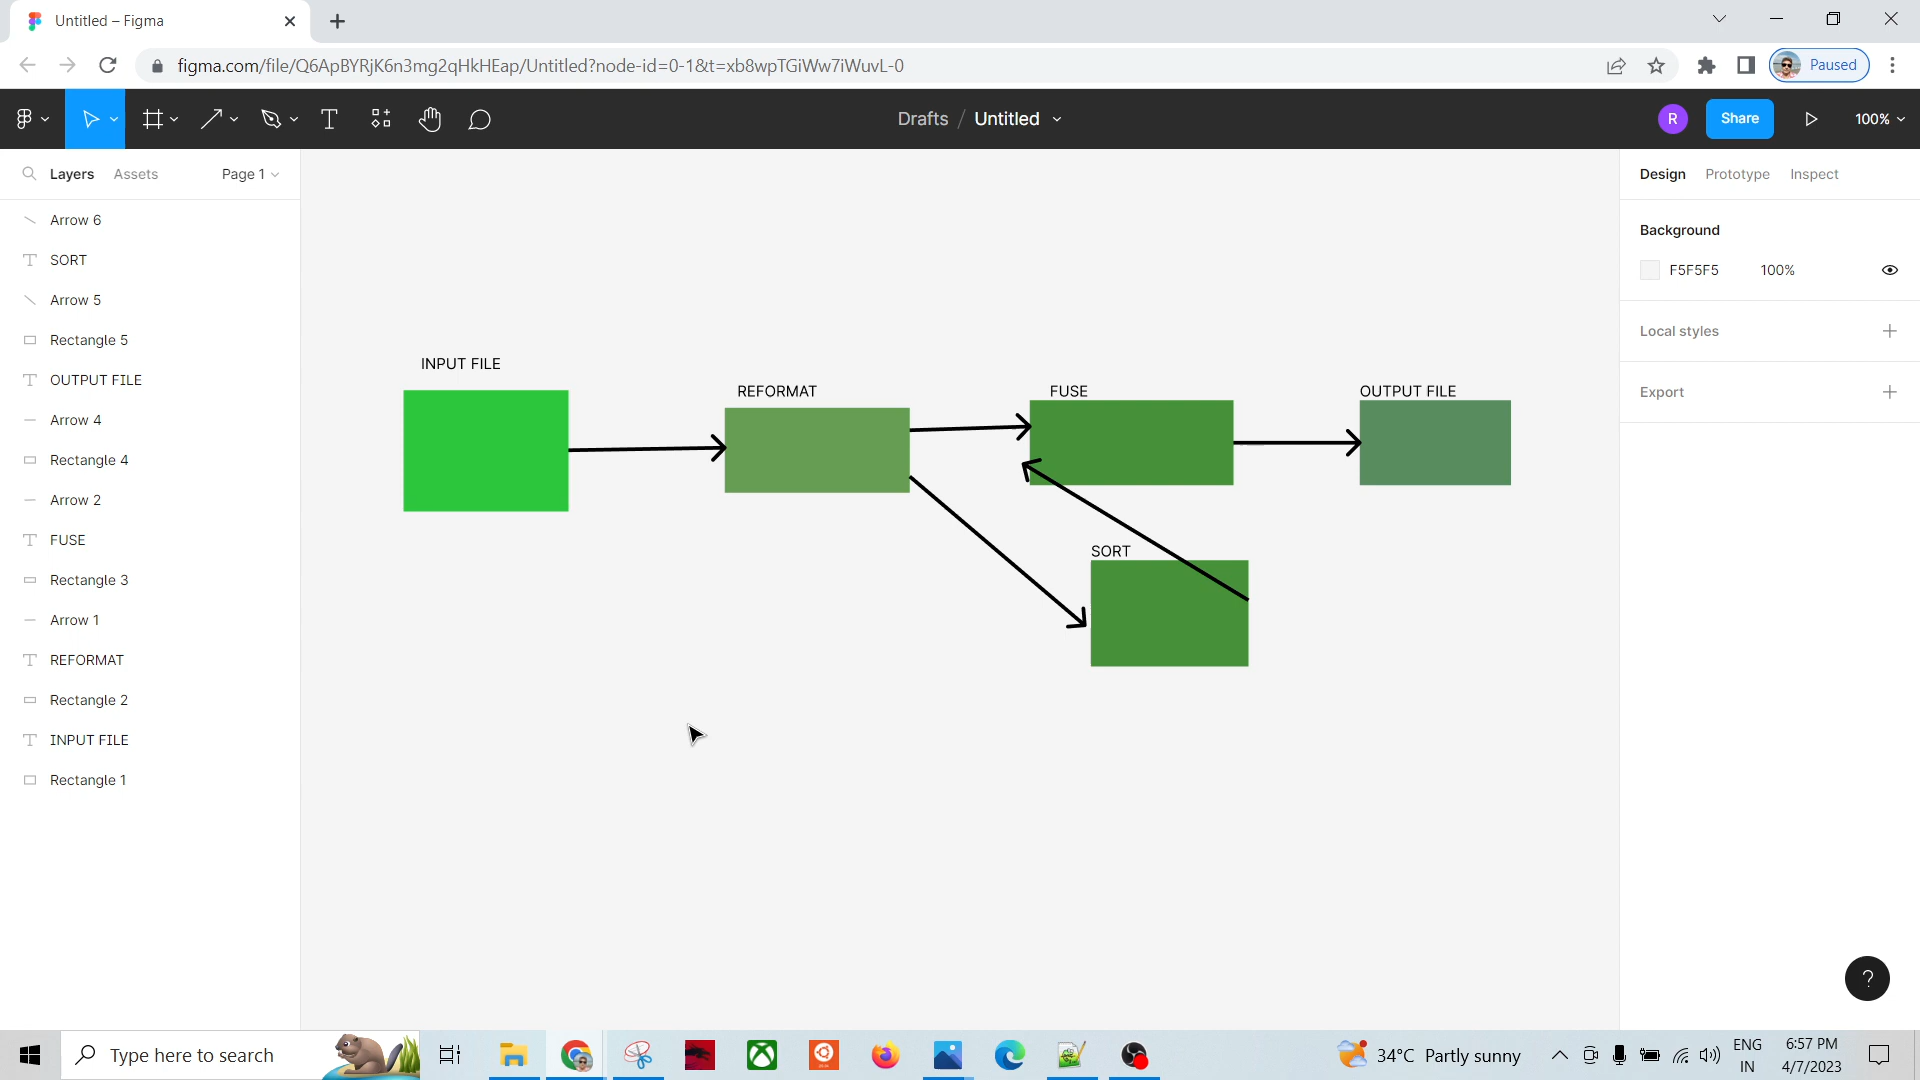 Untitled – Figma
figma.com/file/Q6ApBYRjK6n3mg2qHkHEap/Untitled?node-id=0-1&t=xb8wpTGiWw7iWuvL-0
Paused
Drafts / Untitled
R
Share
100%
Layers
Assets
Page 1
Design
Prototype
Inspect
Arrow 6
SORT
Arrow 5
Rectangle 5
OUTPUT FILE
Arrow 4
Rectangle 4
Arrow 2
FUSE
Rectangle 3
Arrow 1
REFORMAT
Rectangle 2
INPUT FILE
Rectangle 1
INPUT FILE
REFORMAT
FUSE
OUTPUT FILE
SORT
Background
F5F5F5 100%
Local styles
Export
?
Type here to search
34°C Partly sunny
ENG
IN
6:57 PM
4/7/2023